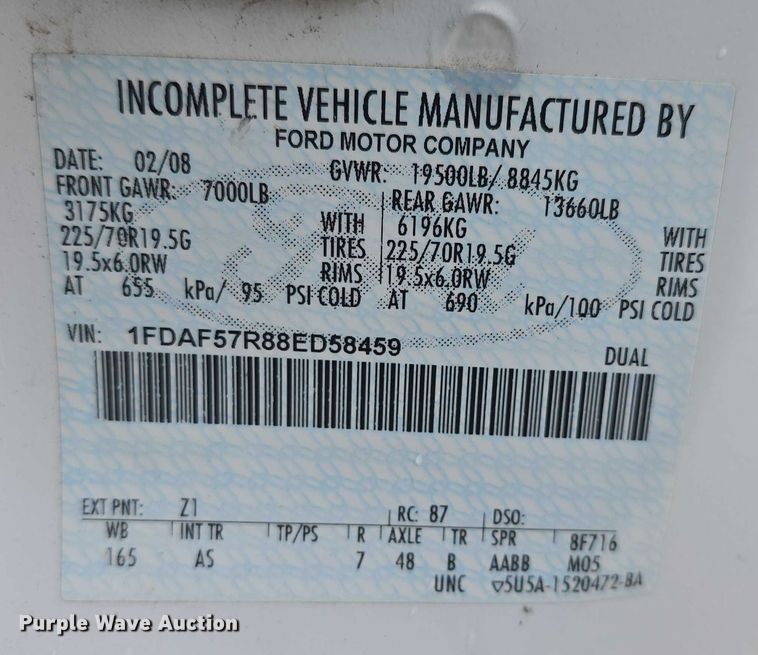 INCOMPLETE VEHICLE MANUFACTURED BY
FORD MOTOR COMPANY
DATE: 02/08 GVWR: 19500LB/ 8845KG
FRONT GAWR: 7000LB REAR GAWR: 13660LB
3175KG WITH 6196KG WITH
225/70R19.5G TIRES 225/70R19.5G TIRES
19.5x6.0RW RIMS 19.5x6.0RW RIMS
AT 655 kPa/ 95 PSI COLD AT 690 kPa/100 PSI COLD
VIN: 1FDAF57R88ED58459 DUAL
EXT PNT: Z1 RC: 87 DSO:
WB INT TR TP/PS R AXLE TR SPR 8F716
165 AS 7 48 B AABB M05
UNC ▽5U5A-1520472-BA
Purple Wave Auction